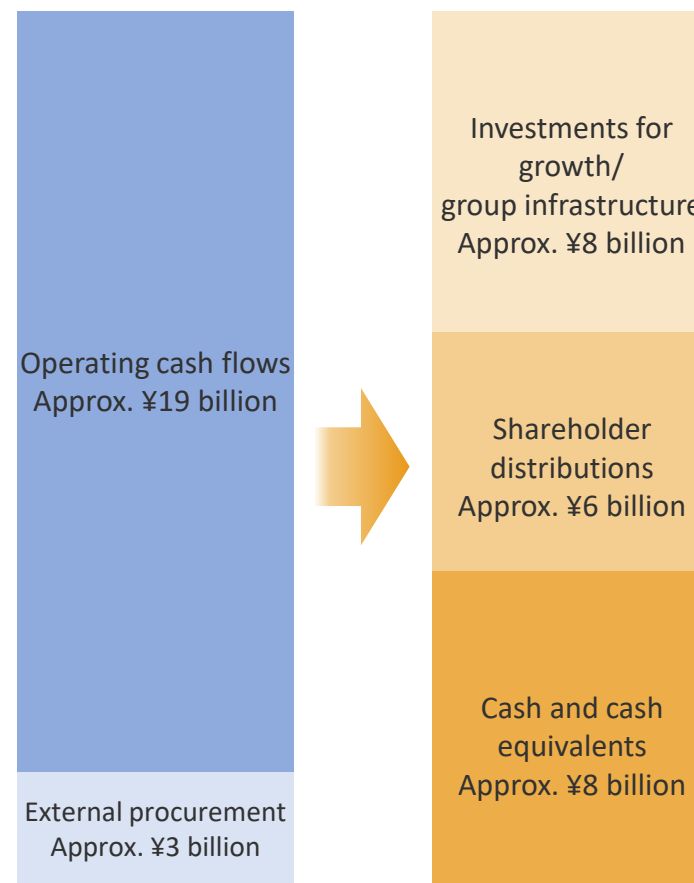 Operating cash flows
Approx. ¥19 billion
External procurement
Approx. ¥3 billion
Investments for
growth/
group infrastructure
Approx. ¥8 billion
Shareholder
distributions
Approx. ¥6 billion
Cash and cash
equivalents
Approx. ¥8 billion